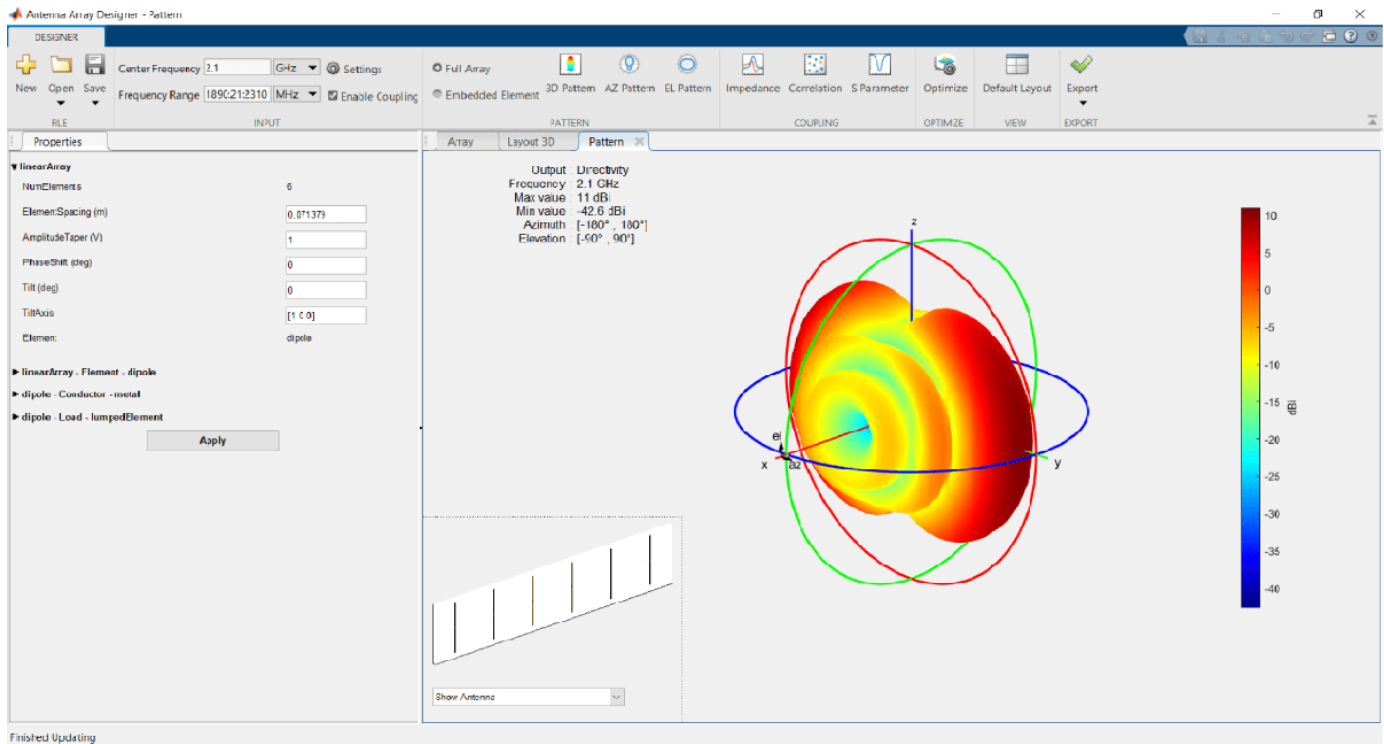 Antenna Array Designer - Pattern
DESIGNER
New Open Save
FILE
Center Frequency 2.1 GHz Settings
Frequency Range 1890:21:2310 MHz Enable Coupling
INPUT
Full Array
Embedded Element
3D Pattern AZ Pattern EL Pattern
PATTERN
Impedance Correlation S Parameter
COUPLING
Optimize
OPTIMIZE
Default Layout
VIEW
Export
EXPORT
Properties
linearArray
NumElements 6
ElementSpacing (m) 0.071379
AmplitudeTaper (V) 1
PhaseShift (deg) 0
Tilt (deg) 0
TiltAxis [1 0 0]
Element dipole
linearArray - Element - dipole
dipole - Conductor - metal
dipole - Load - lumpedElement
Apply
Array Layout 3D Pattern
Output : Directivity
Frequency : 2.1 GHz
Max value : 11 dBi
Min value : -42.6 dBi
Azimuth : [-180° , 180°]
Elevation : [-90° , 90°]
z
el
x
az
y
10
5
0
-5
-10
-15
-20
-25
-30
-35
-40
dBi
Show Antenna
Finished Updating